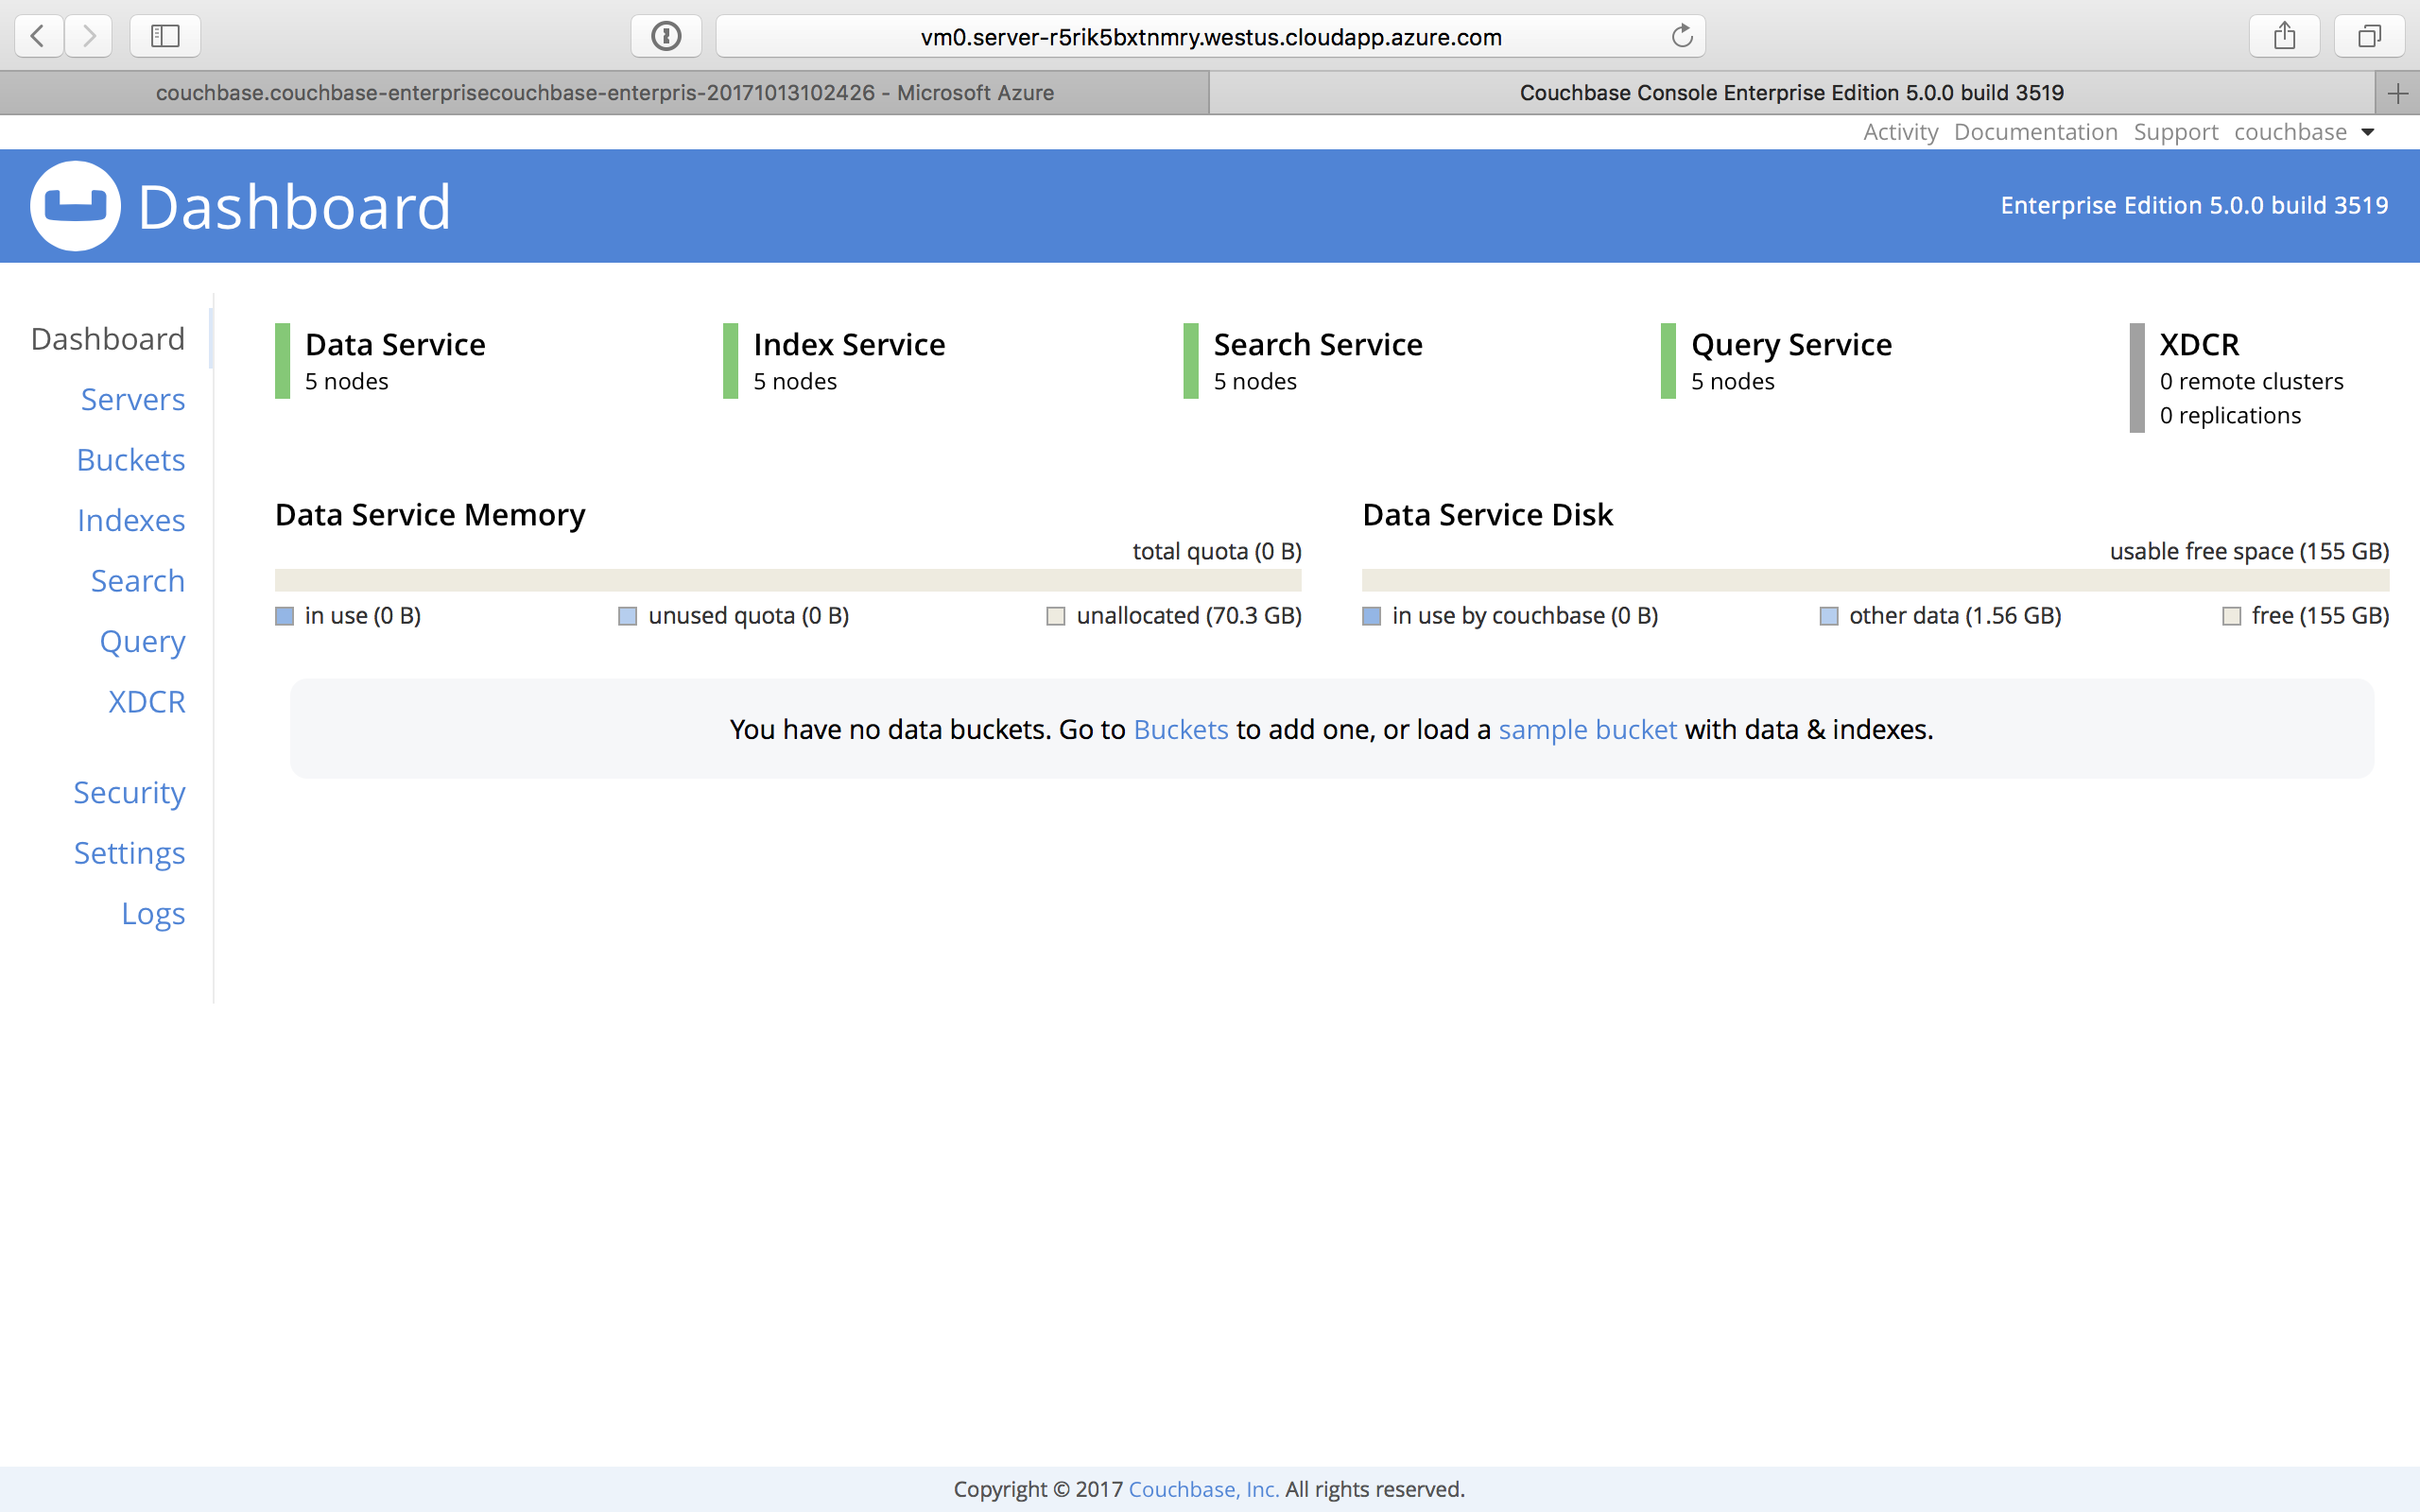 vm0.server-r5rik5bxtnmry.westus.cloudapp.azure.com
couchbase.couchbase-enterprisecouchbase-enterpris-20171013102426 - Microsoft Azure
Couchbase Console Enterprise Edition 5.0.0 build 3519
Activity Documentation Support couchbase
Dashboard
Enterprise Edition 5.0.0 build 3519
Dashboard
Servers
Buckets
Indexes
Search
Query
XDCR
Security
Settings
Logs
Data Service
5 nodes
Index Service
5 nodes
Search Service
5 nodes
Query Service
5 nodes
XDCR
0 remote clusters
0 replications
Data Service Memory
total quota (0 B)
in use (0 B) unused quota (0 B) unallocated (70.3 GB)
Data Service Disk
usable free space (155 GB)
in use by couchbase (0 B) other data (1.56 GB) free (155 GB)
You have no data buckets. Go to Buckets to add one, or load a sample bucket with data & indexes.
Copyright © 2017 Couchbase, Inc. All rights reserved.